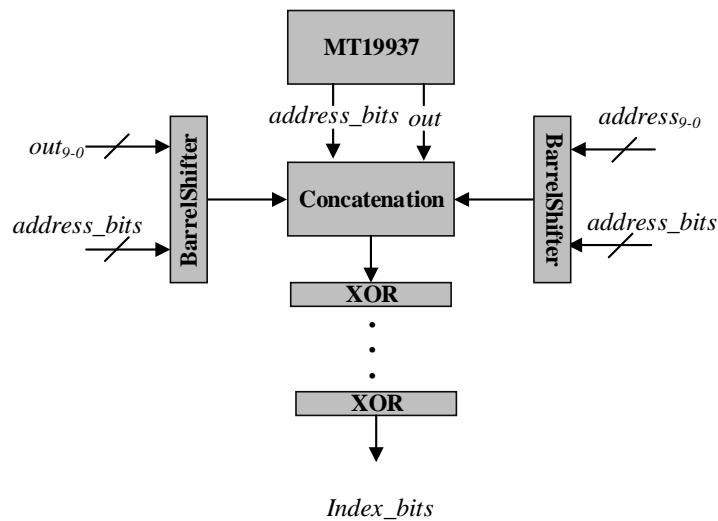 MT19937
address_bits out
out9-0
address_bits
BarrelShifter
Concatenation
BarrelShifter
address9-0
address_bits
XOR
XOR
Index_bits